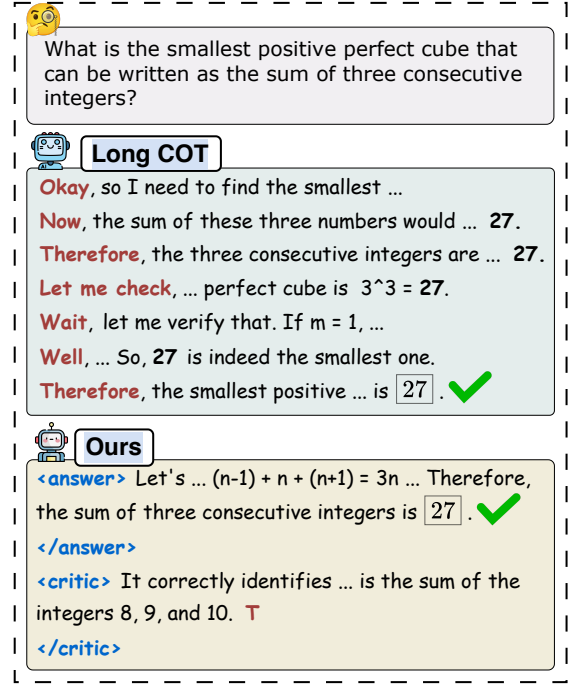 What is the smallest positive perfect cube that
can be written as the sum of three consecutive
integers?
Long COT
Okay, so I need to find the smallest ...
Now, the sum of these three numbers would ... 27.
Therefore, the three consecutive integers are ... 27.
Let me check, ... perfect cube is 3^3 = 27.
Wait, let me verify that. If m = 1, ...
Well, ... So, 27 is indeed the smallest one.
Therefore, the smallest positive ... is 27 .
Ours
<answer> Let's ... (n-1) + n + (n+1) = 3n ... Therefore,
the sum of three consecutive integers is 27 .
</answer>
<critic> It correctly identifies ... is the sum of the
integers 8, 9, and 10. T
</critic>